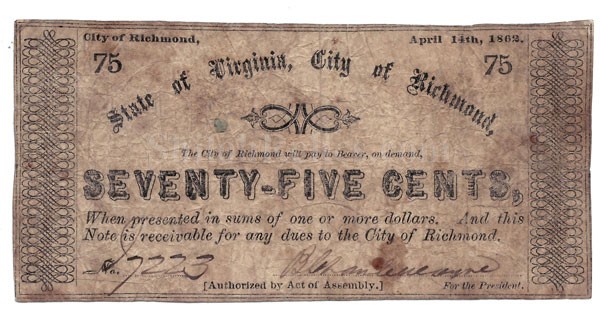 City of Richmond, April 14th, 1862.
75 75
State of Virginia, City of Richmond,
The City of Richmond will pay to Bearer, on demand,
SEVENTY-FIVE CENTS,
When presented in sums of one or more dollars. And this
Note is receivable for any dues to the City of Richmond.
No. 17223
[Authorized by Act of Assembly.] For the President.